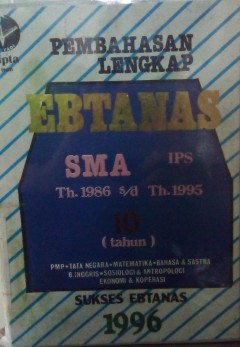 ipta
PEMBAHASAN
LENGKAP
EBTANAS
SMA IPS
Th. 1986 s/d Th. 1995
10
( tahun )
PMP • TATA NEGARA • MATEMATIKA • BAHASA & SASTRA
B. INGGRIS • SOSIOLOGI & ANTROPOLOGI
EKONOMI & KOPERASI
SUKSES EBTANAS
1996